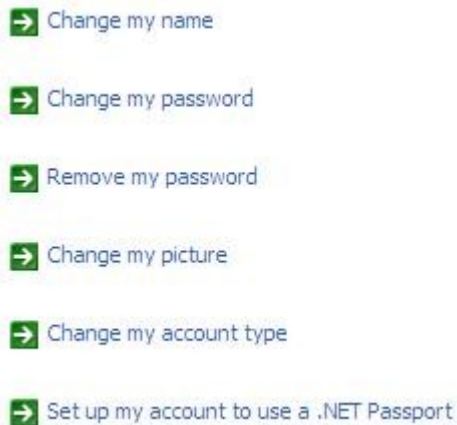 Change my name
Change my password
Remove my password
Change my picture
Change my account type
Set up my account to use a .NET Passport